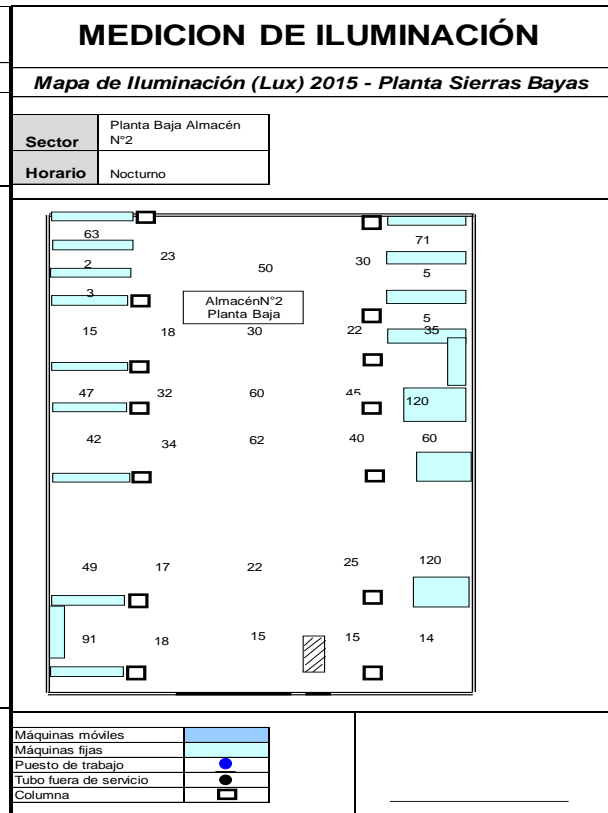 MEDICION DE ILUMINACIÓN
Mapa de Iluminación (Lux) 2015 - Planta Sierras Bayas
Sector Planta Baja Almacén N°2
Horario Nocturno
63 71
23 50 30
2 5
3
AlmacénN°2
Planta Baja
5
15 18 30 22 35
47 32 60 45 120
42 34 62 40 60
49 17 22 25 120
91 18 15 15 14
Máquinas móviles
Máquinas fijas
Puesto de trabajo
Tubo fuera de servicio
Columna